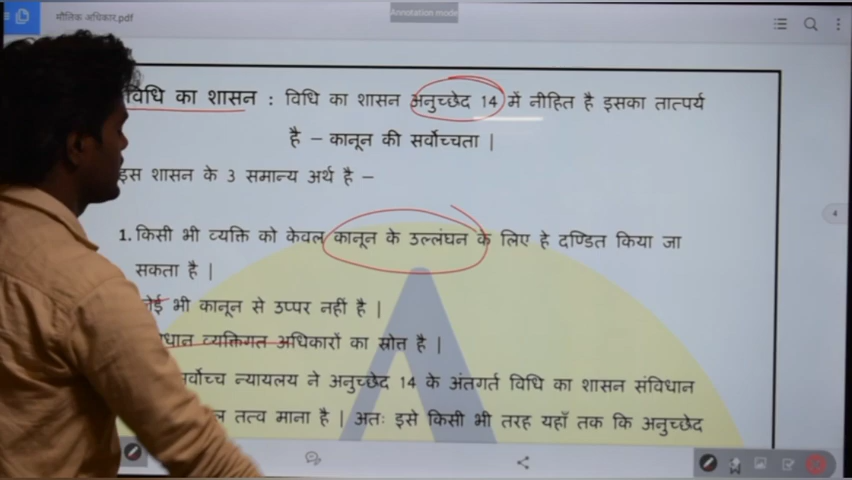 Annotation mode
मौलिक अधिकार.pdf
विधि का शासन : विधि का शासन अनुच्छेद 14 में नीहित है इसका तात्पर्य
है – कानून की सर्वोच्चता |
इस शासन के 3 समान्य अर्थ है –
1. किसी भी व्यक्ति को केवल कानून के उल्लंघन के लिए हे दण्डित किया जा
सकता है |
भी कानून से उप्पर नहीं है |
व्यक्तिगत अधिकारों का स्रोत्त है |
न्यायलय ने अनुच्छेद 14 के अंतगर्त विधि का शासन संविधान
तत्व माना है | अतः इसे किसी भी तरह यहाँ तक कि अनुच्छेद
4